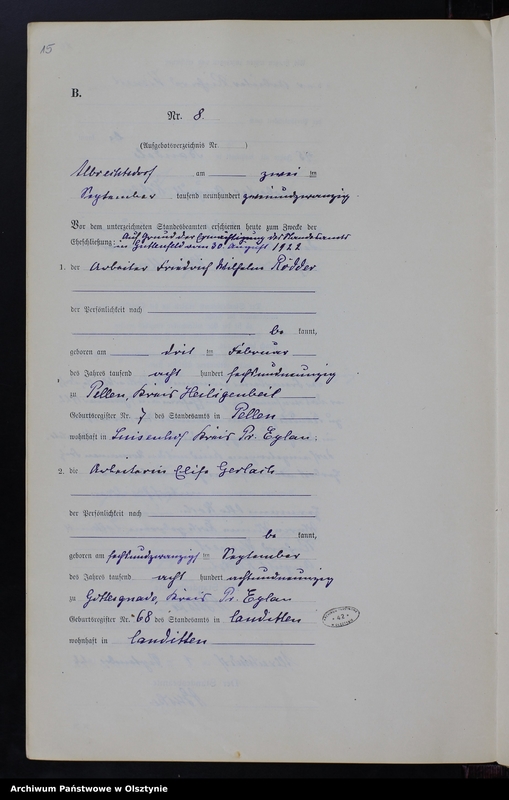 15
B.
Nr. 8
(Aufgebotsverzeichnis Nr. )
Albrechtsdorf am zwei ten
September tausend neunhundert zweiundzwanzig.
Vor dem unterzeichneten Standesbeamten erschienen heute zum Zwecke der
Auf Grund der Ermächtigung des Standesamts
Eheschließung: in vom 30. August 1922
1. der Arbeiter Friedrich Wilhelm Rödder
der Persönlichkeit nach
be kannt,
geboren am drit ten Februar
des Jahres tausend acht hundert sechsundneunzig
zu Pellen, Kreis Heiligenbeil
Geburtsregister Nr. 7 des Standesamts in Pellen
wohnhaft in Luisenhof Kreis Pr. Eylau.
2. die Arbeiterin Elise Gerlach
der Persönlichkeit nach
be kannt,
geboren am sechsundzwanzigs ten September
des Jahres tausend acht hundert achtundneunzig
zu Gottesgnade, Kreis Pr. Eylau
Geburtsregister Nr. 68 des Standesamts in Landitten
wohnhaft in Landitten
42
Archiwum Państwowe w Olsztynie